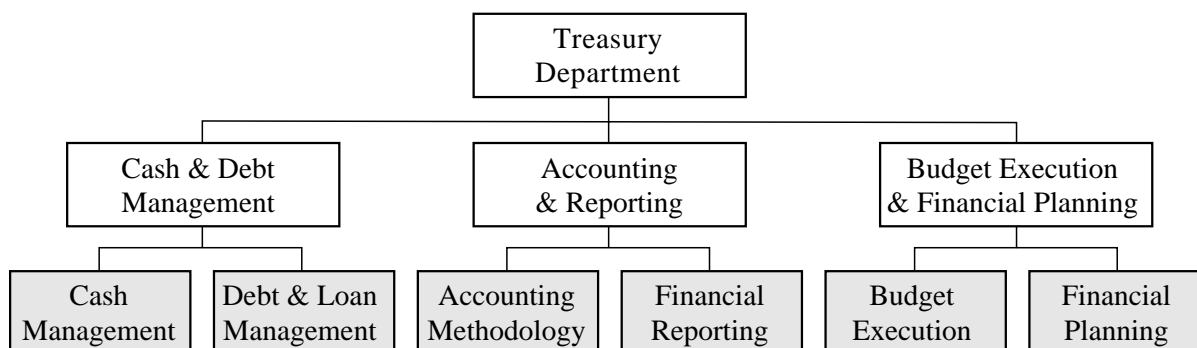 Treasury
Department
Cash & Debt
Management
Accounting
& Reporting
Budget Execution
& Financial Planning
Cash
Management
Debt & Loan
Management
Accounting
Methodology
Financial
Reporting
Budget
Execution
Financial
Planning